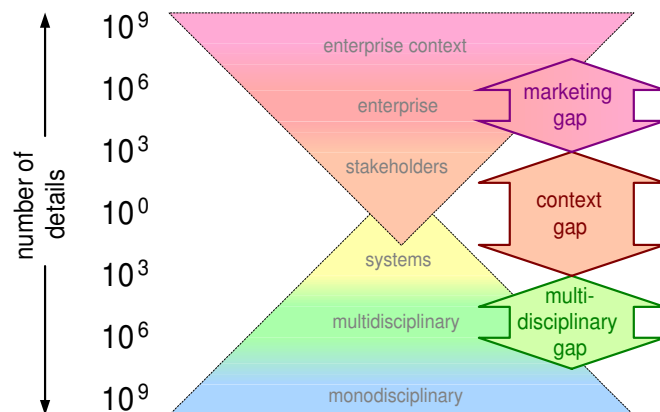 number of
details
10⁹
10⁶
10³
10⁰
10³
10⁶
10⁹
enterprise context
enterprise
stakeholders
systems
multidisciplinary
monodisciplinary
marketing
gap
context
gap
multi-
disciplinary
gap